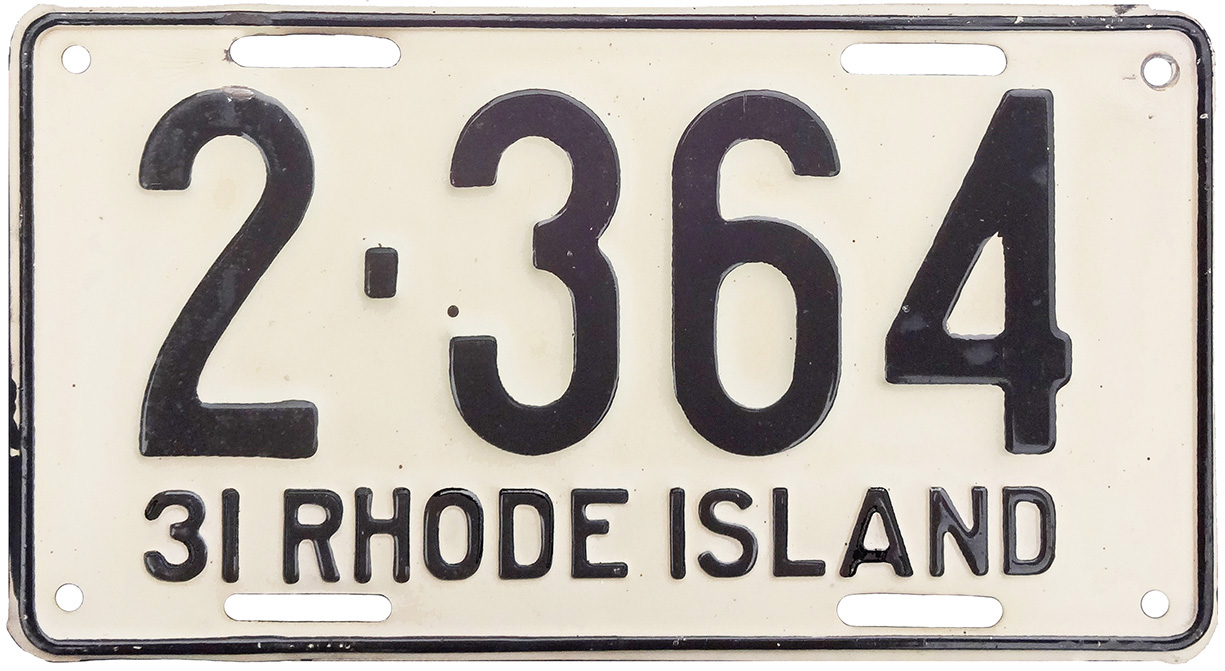 2·364
31 RHODE ISLAND